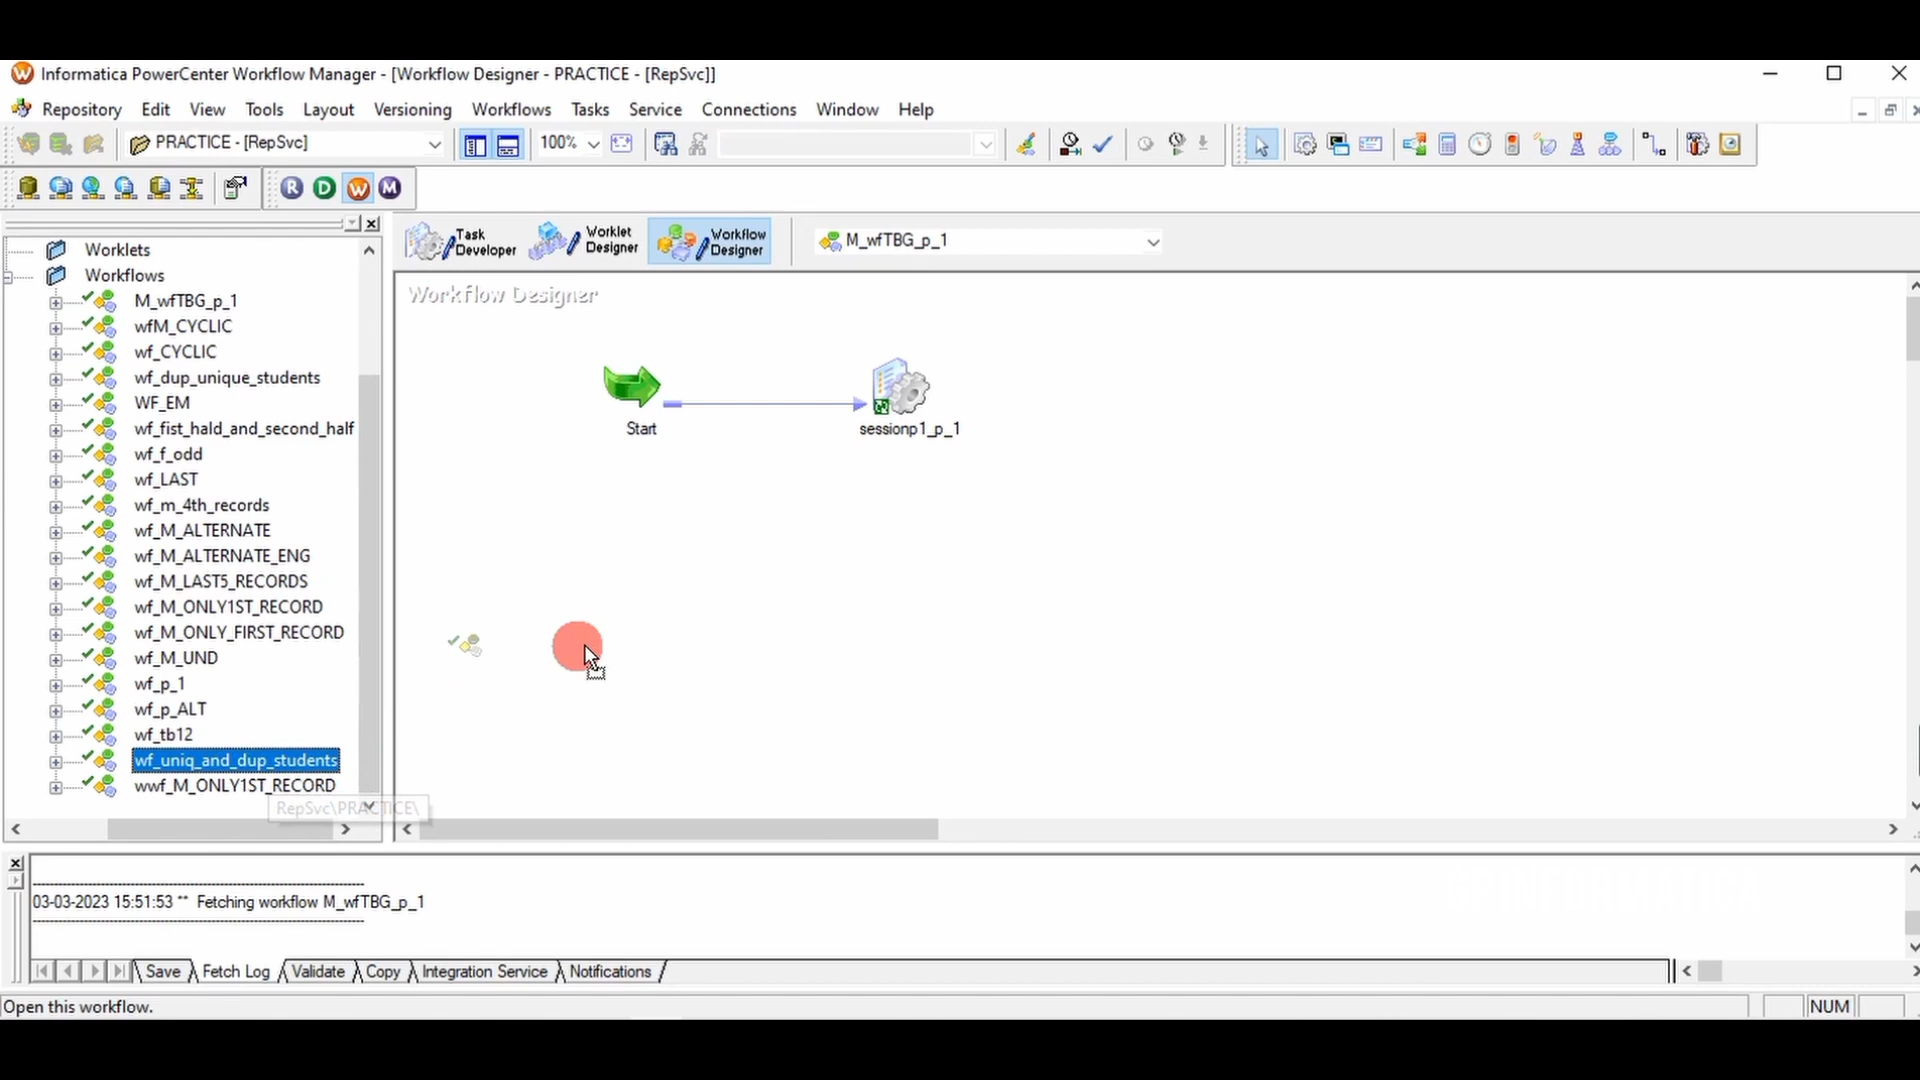 Informatica PowerCenter Workflow Manager - [Workflow Designer - PRACTICE - [RepSvc]]
Repository Edit View Tools Layout Versioning Workflows Tasks Service Connections Window Help
PRACTICE - [RepSvc] 100%
R D W M
Task Developer
Worklet Designer
Workflow Designer
M_wfTBG_p_1
Worklets
Workflows
M_wfTBG_p_1
wfM_CYCLIC
wf_CYCLIC
wf_dup_unique_students
WF_EM
wf_fist_hald_and_second_half
wf_f_odd
wf_LAST
wf_m_4th_records
wf_M_ALTERNATE
wf_M_ALTERNATE_ENG
wf_M_LAST5_RECORDS
wf_M_ONLY1ST_RECORD
wf_M_ONLY_FIRST_RECORD
wf_M_UND
wf_p_1
wf_p_ALT
wf_tb12
wf_uniq_and_dup_students
wwf_M_ONLY1ST_RECORD
RepSvc\PRACTICE\
Workflow Designer
Start
sessionp1_p_1
03-03-2023 15:51:53 ** Fetching workflow M_wfTBG_p_1
Save Fetch Log Validate Copy Integration Service Notifications
Open this workflow.
NUM